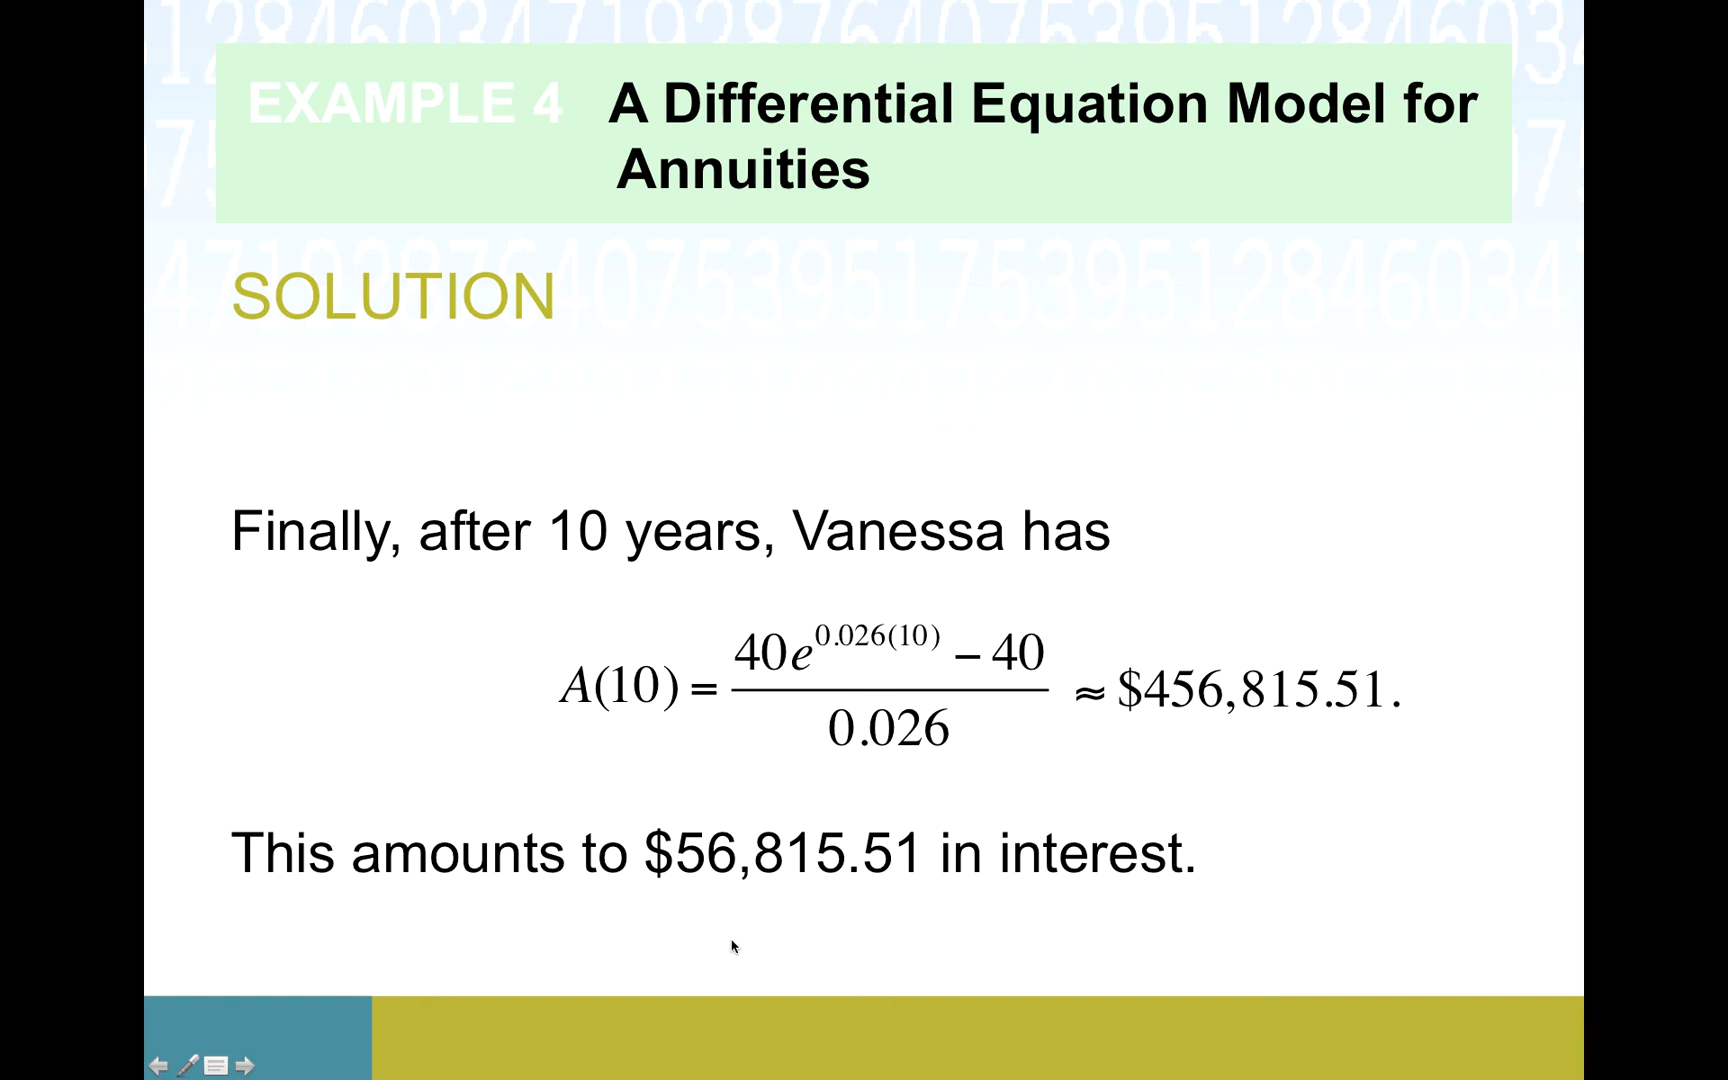 EXAMPLE 4 A Differential Equation Model for
Annuities
SOLUTION
Finally, after 10 years, Vanessa has
A(10) = \frac{40e^{0.026(10)} − 40}{0.026} ≈ $456,815.51.
This amounts to $56,815.51 in interest.